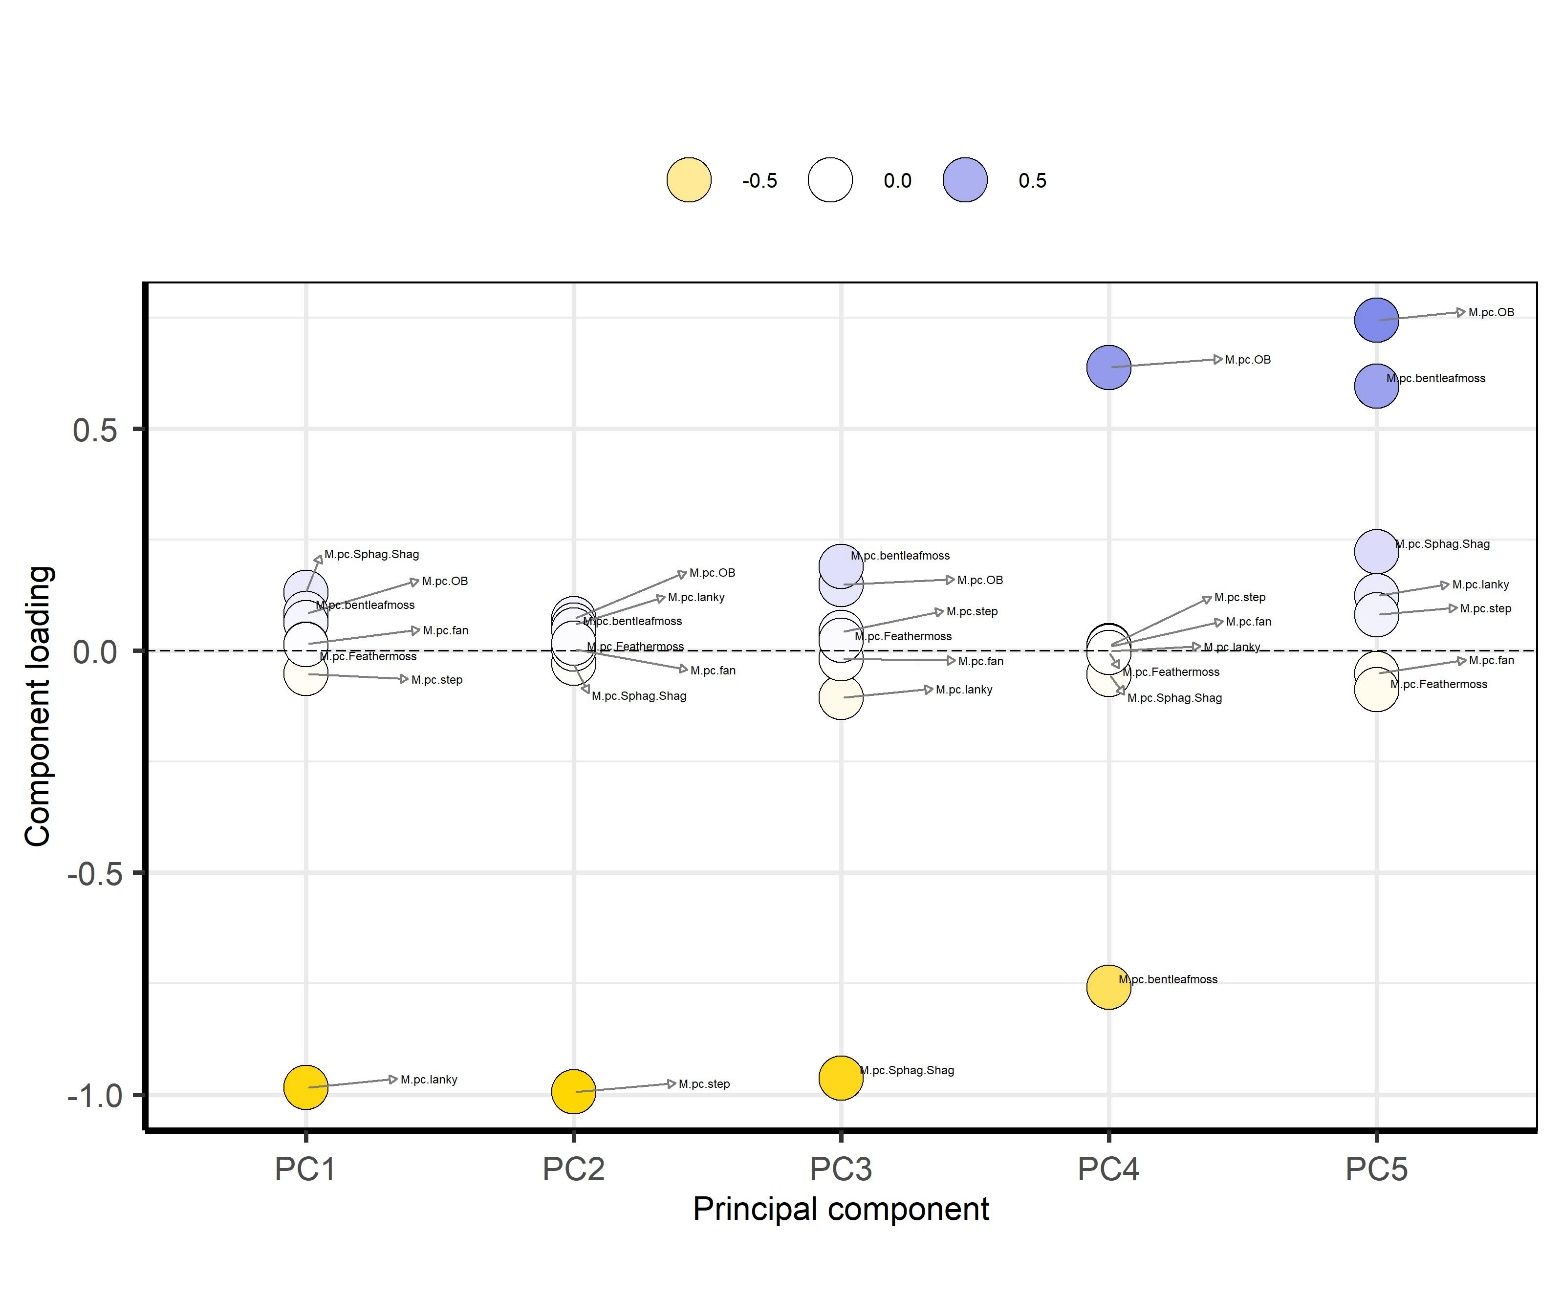 -0.5 0.0 0.5
Component loading
0.5
0.0
-0.5
-1.0
M.pc.Sphag.Shag
M.pc.OB
M.pc.bentleafmoss
M.pc.fan
M.pc.Feathermoss
M.pc.step
M.pc.lanky
M.pc.OB
M.pc.lanky
M.pc.bentleafmoss
M.pc.Feathermoss
M.pc.fan
M.pc.Sphag.Shag
M.pc.step
M.pc.bentleafmoss
M.pc.OB
M.pc.step
M.pc.Feathermoss
M.pc.fan
M.pc.lanky
M.pc.Sphag.Shag
M.pc.OB
M.pc.step
M.pc.fan
M.pc.lanky
M.pc.Feathermoss
M.pc.Sphag.Shag
M.pc.bentleafmoss
M.pc.OB
M.pc.bentleafmoss
M.pc.Sphag.Shag
M.pc.lanky
M.pc.step
M.pc.fan
M.pc.Feathermoss
PC1 PC2 PC3 PC4 PC5
Principal component